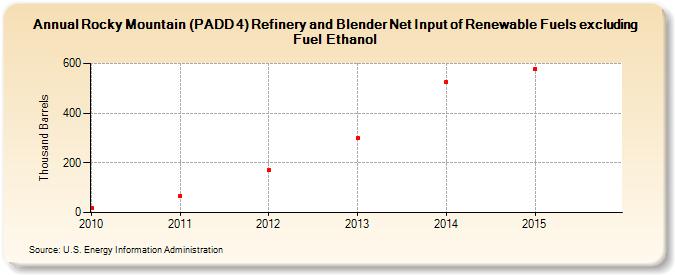 Annual Rocky Mountain (PADD 4) Refinery and Blender Net Input of Renewable Fuels excluding
Fuel Ethanol
Thousand Barrels
600
400
200
0
2010 2011 2012 2013 2014 2015
Source: U.S. Energy Information Administration